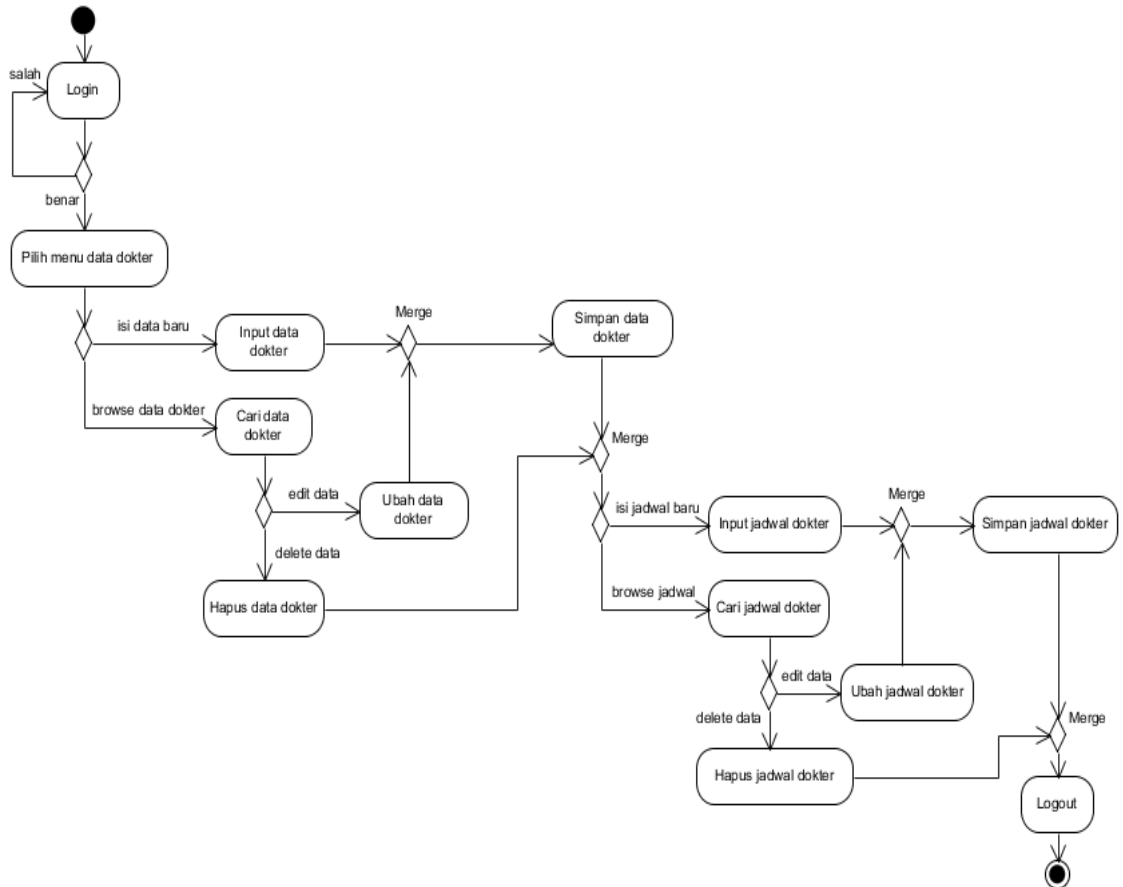 salah
Login
benar
Pilih menu data dokter
isi data baru
Input data
dokter
Merge
Simpan data
dokter
browse data dokter
Cari data
dokter
Merge
edit data
Ubah data
dokter
delete data
Hapus data dokter
isi jadwal baru
Input jadwal dokter
Merge
Simpan jadwal dokter
browse jadwal
Cari jadwal dokter
edit data
Ubah jadwal dokter
delete data
Hapus jadwal dokter
Merge
Logout